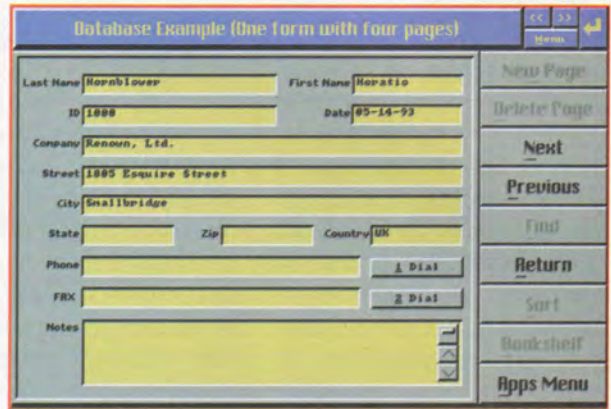 Database Example (One form with four pages)
<< >>
Menu
Last Name Hornblower First Name Horatio
ID 1000 Date 05-14-93
Company Renown, Ltd.
Street 1805 Esquire Street
City Smallbridge
State Zip Country UK
Phone 1 Dial
FAX 2 Dial
Notes
New Page
Delete Page
Next
Previous
Find
Return
Sort
Bookshelf
Apps Menu